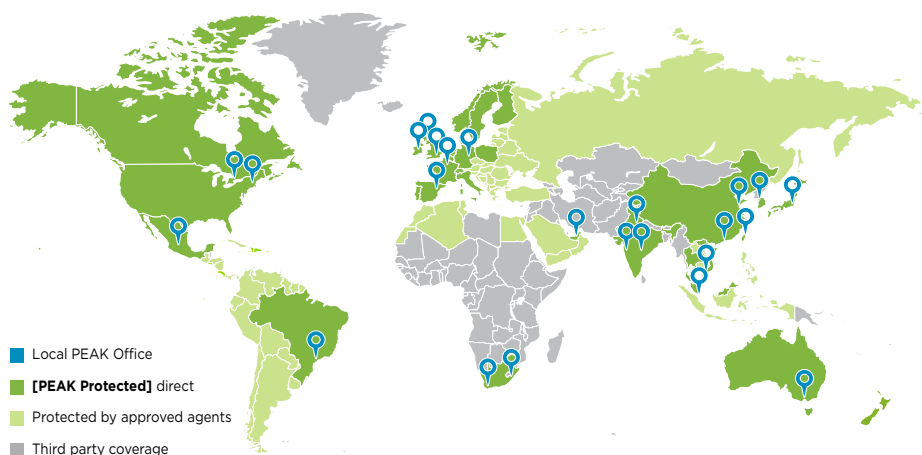 Local PEAK Office
[PEAK Protected] direct
Protected by approved agents
Third party coverage